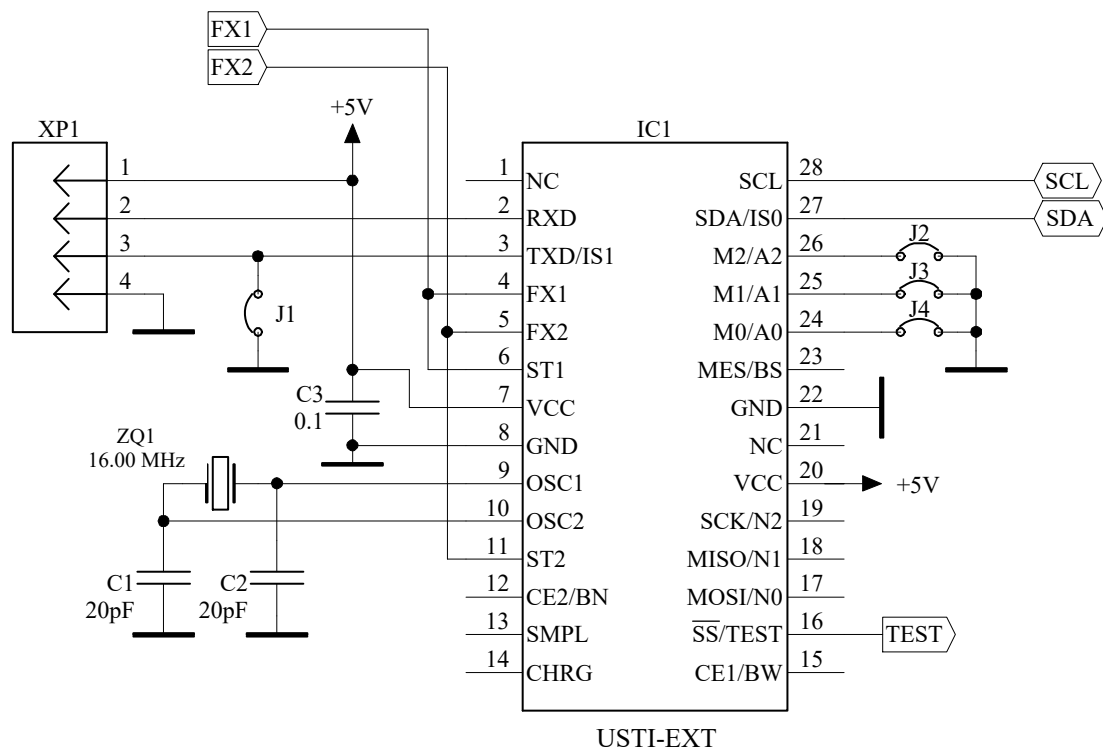 FX1
FX2
+5V
XP1
1
2
3
4
J1
C3
0.1
ZQ1
16.00 MHz
C1
20pF
C2
20pF
IC1
1 NC
2 RXD
3 TXD/IS1
4 FX1
5 FX2
6 ST1
7 VCC
8 GND
9 OSC1
10 OSC2
11 ST2
12 CE2/BN
13 SMPL
14 CHRG
SCL 28
SDA/IS0 27
M2/A2 26
M1/A1 25
M0/A0 24
MES/BS 23
GND 22
NC 21
VCC 20
SCK/N2 19
MISO/N1 18
MOSI/N0 17
S̅S̅/TEST 16
CE1/BW 15
SCL
SDA
J2
J3
J4
+5V
TEST
USTI-EXT